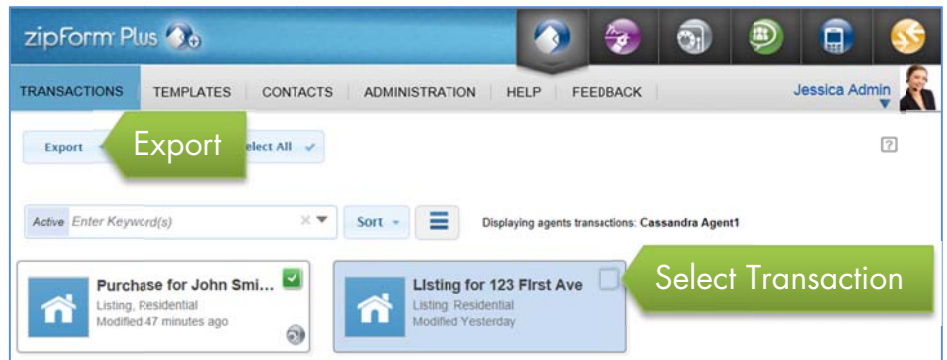 zipForm Plus
TRANSACTIONS TEMPLATES CONTACTS ADMINISTRATION HELP FEEDBACK Jessica Admin
Export Export elect All ?
Active Enter Keyword(s) Sort Displaying agents transactions: Cassandra Agent1
Purchase for John Smi... Listing for 123 First Ave Select Transaction
Listing, Residential Listing Residential
Modified 47 minutes ago Modified Yesterday